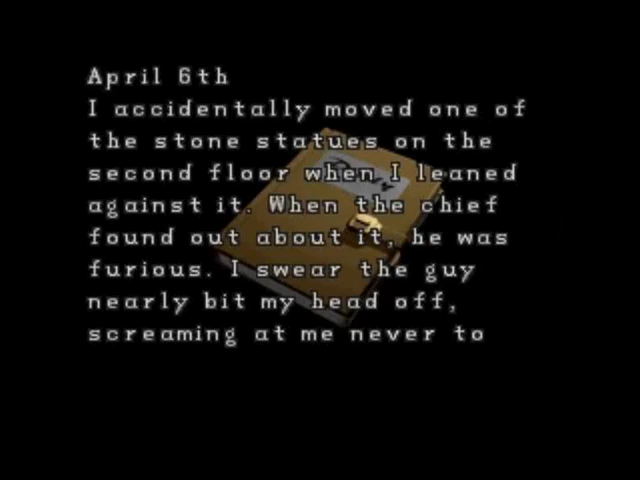 April 6th
I accidentally moved one of
the stone statues on the
second floor when I leaned
against it. When the chief
found out about it, he was
furious. I swear the guy
nearly bit my head off,
screaming at me never to
Diary